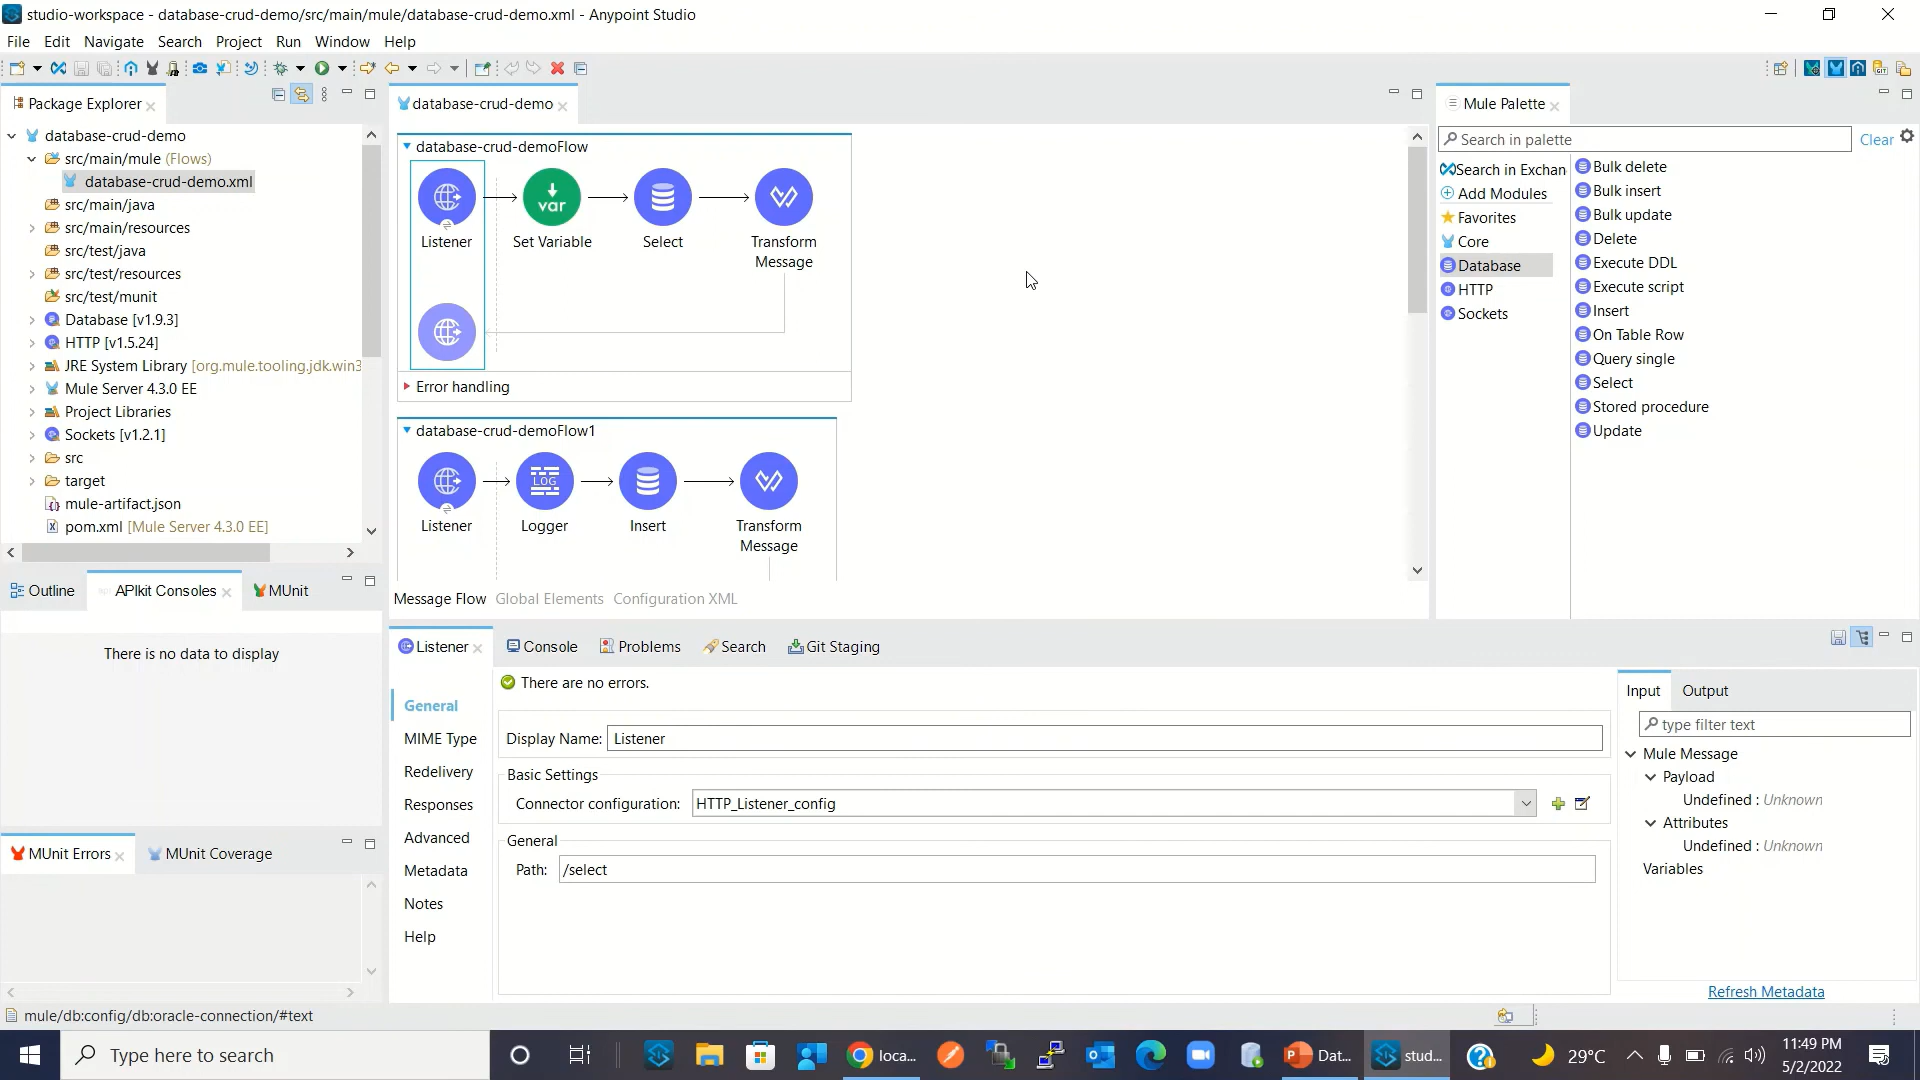 studio-workspace - database-crud-demo/src/main/mule/database-crud-demo.xml - Anypoint Studio
File Edit Navigate Search Project Run Window Help
Package Explorer
database-crud-demo
src/main/mule (Flows)
database-crud-demo.xml
src/main/java
src/main/resources
src/test/java
src/test/resources
src/test/munit
Database [v1.9.3]
HTTP [v1.5.24]
JRE System Library [org.mule.tooling.jdk.win3
Mule Server 4.3.0 EE
Project Libraries
Sockets [v1.2.1]
src
target
mule-artifact.json
pom.xml [Mule Server 4.3.0 EE]
Outline
APIkit Consoles
MUnit
There is no data to display
MUnit Errors
MUnit Coverage
database-crud-demo
database-crud-demoFlow
var
Listener
Set Variable
Select
Transform
Message
Error handling
database-crud-demoFlow1
LOG
Listener
Logger
Insert
Transform
Message
Message Flow Global Elements Configuration XML
Mule Palette
Search in palette
Clear
Search in Exchan
Add Modules
Favorites
Core
Database
HTTP
Sockets
Bulk delete
Bulk insert
Bulk update
Delete
Execute DDL
Execute script
Insert
On Table Row
Query single
Select
Stored procedure
Update
Listener
Console
Problems
Search
Git Staging
There are no errors.
General
MIME Type
Redelivery
Responses
Advanced
Metadata
Notes
Help
Display Name: Listener
Basic Settings
Connector configuration: HTTP_Listener_config
General
Path: /select
Input
Output
type filter text
Mule Message
Payload
Undefined : Unknown
Attributes
Undefined : Unknown
Variables
Refresh Metadata
mule/db:config/db:oracle-connection/#text
Type here to search
loca...
Dat...
stud...
29°C
11:49 PM
5/2/2022